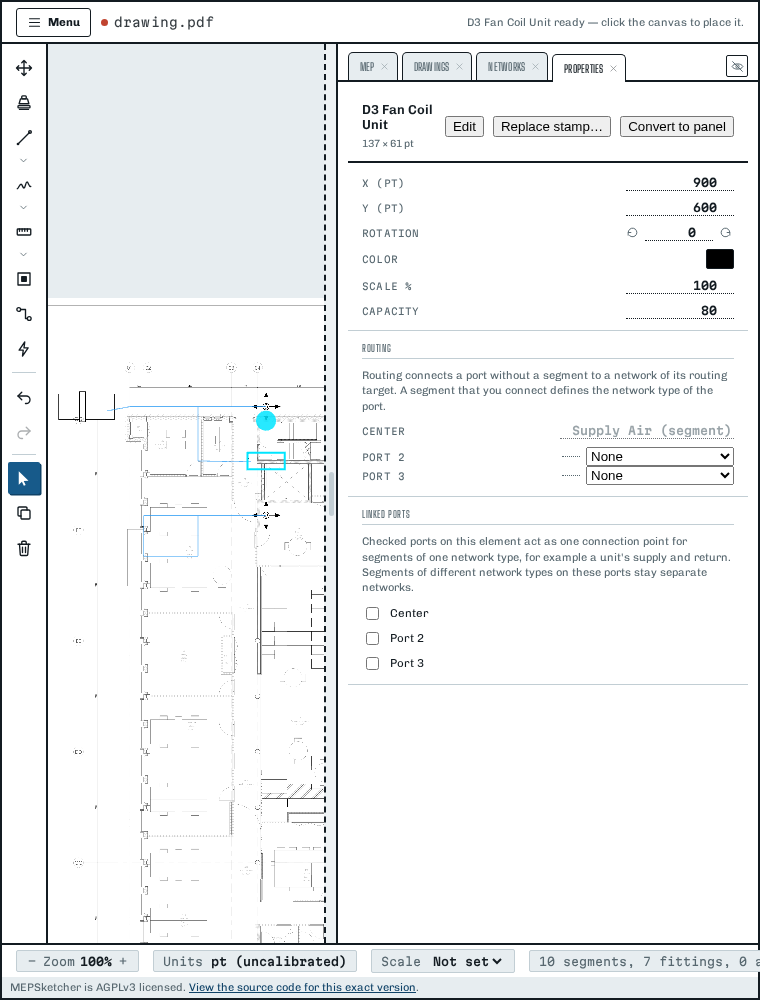 Menu
drawing.pdf
D3 Fan Coil Unit ready — click the canvas to place it.
MEP
DRAWINGS
NETWORKS
PROPERTIES
D3 Fan Coil
Unit
137 × 61 pt
Edit
Replace stamp…
Convert to panel
X (PT)
900
Y (PT)
600
ROTATION
0
COLOR
SCALE %
100
CAPACITY
80
ROUTING
Routing connects a port without a segment to a network of its routing
target. A segment that you connect defines the network type of the
port.
CENTER
Supply Air (segment)
PORT 2
None
PORT 3
None
LINKED PORTS
Checked ports on this element act as one connection point for
segments of one network type, for example a unit's supply and return.
Segments of different network types on these ports stay separate
networks.
Center
Port 2
Port 3
− Zoom 100% +
Units pt (uncalibrated)
Scale Not set
10 segments, 7 fittings, 0 a
MEPSketcher is AGPLv3 licensed. View the source code for this exact version.